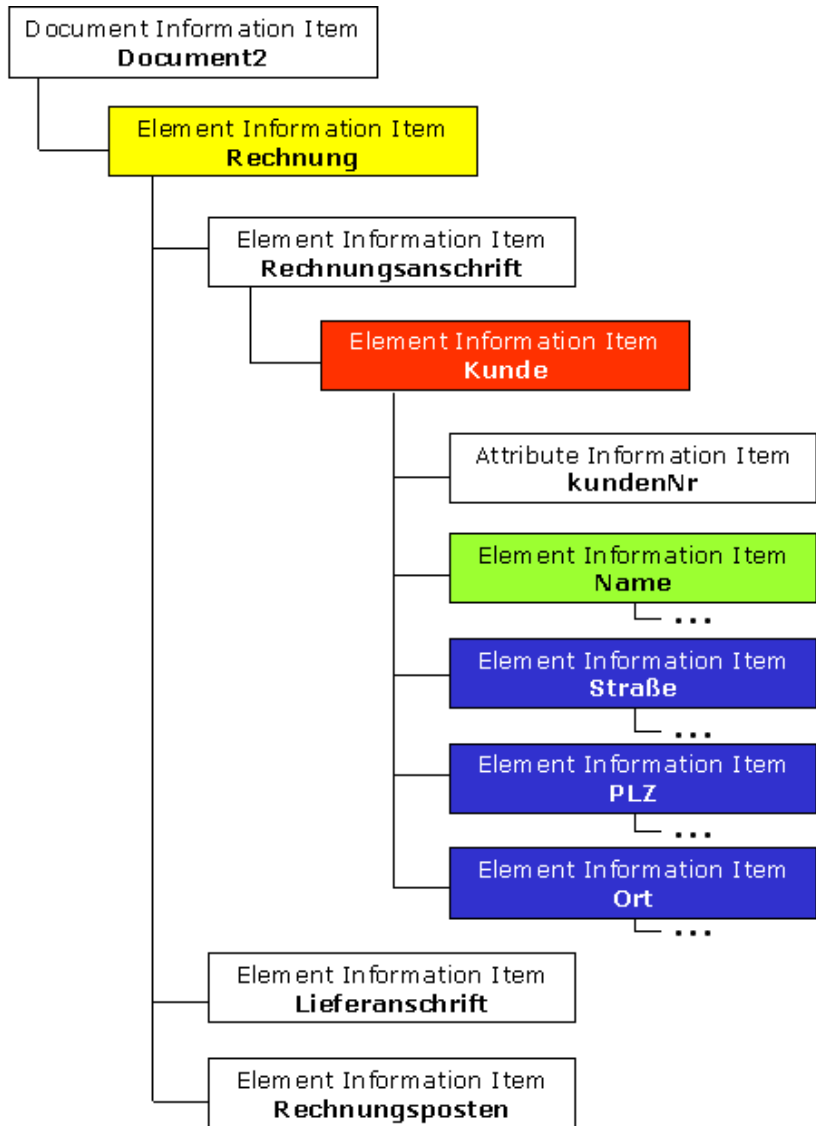 Document Information Item
Document2
Element Information Item
Rechnung
Element Information Item
Rechnungsanschrift
Element Information Item
Kunde
Attribute Information Item
kundenNr
Element Information Item
Name
...
Element Information Item
Straße
...
Element Information Item
PLZ
...
Element Information Item
Ort
...
Element Information Item
Lieferanschrift
Element Information Item
Rechnungsposten